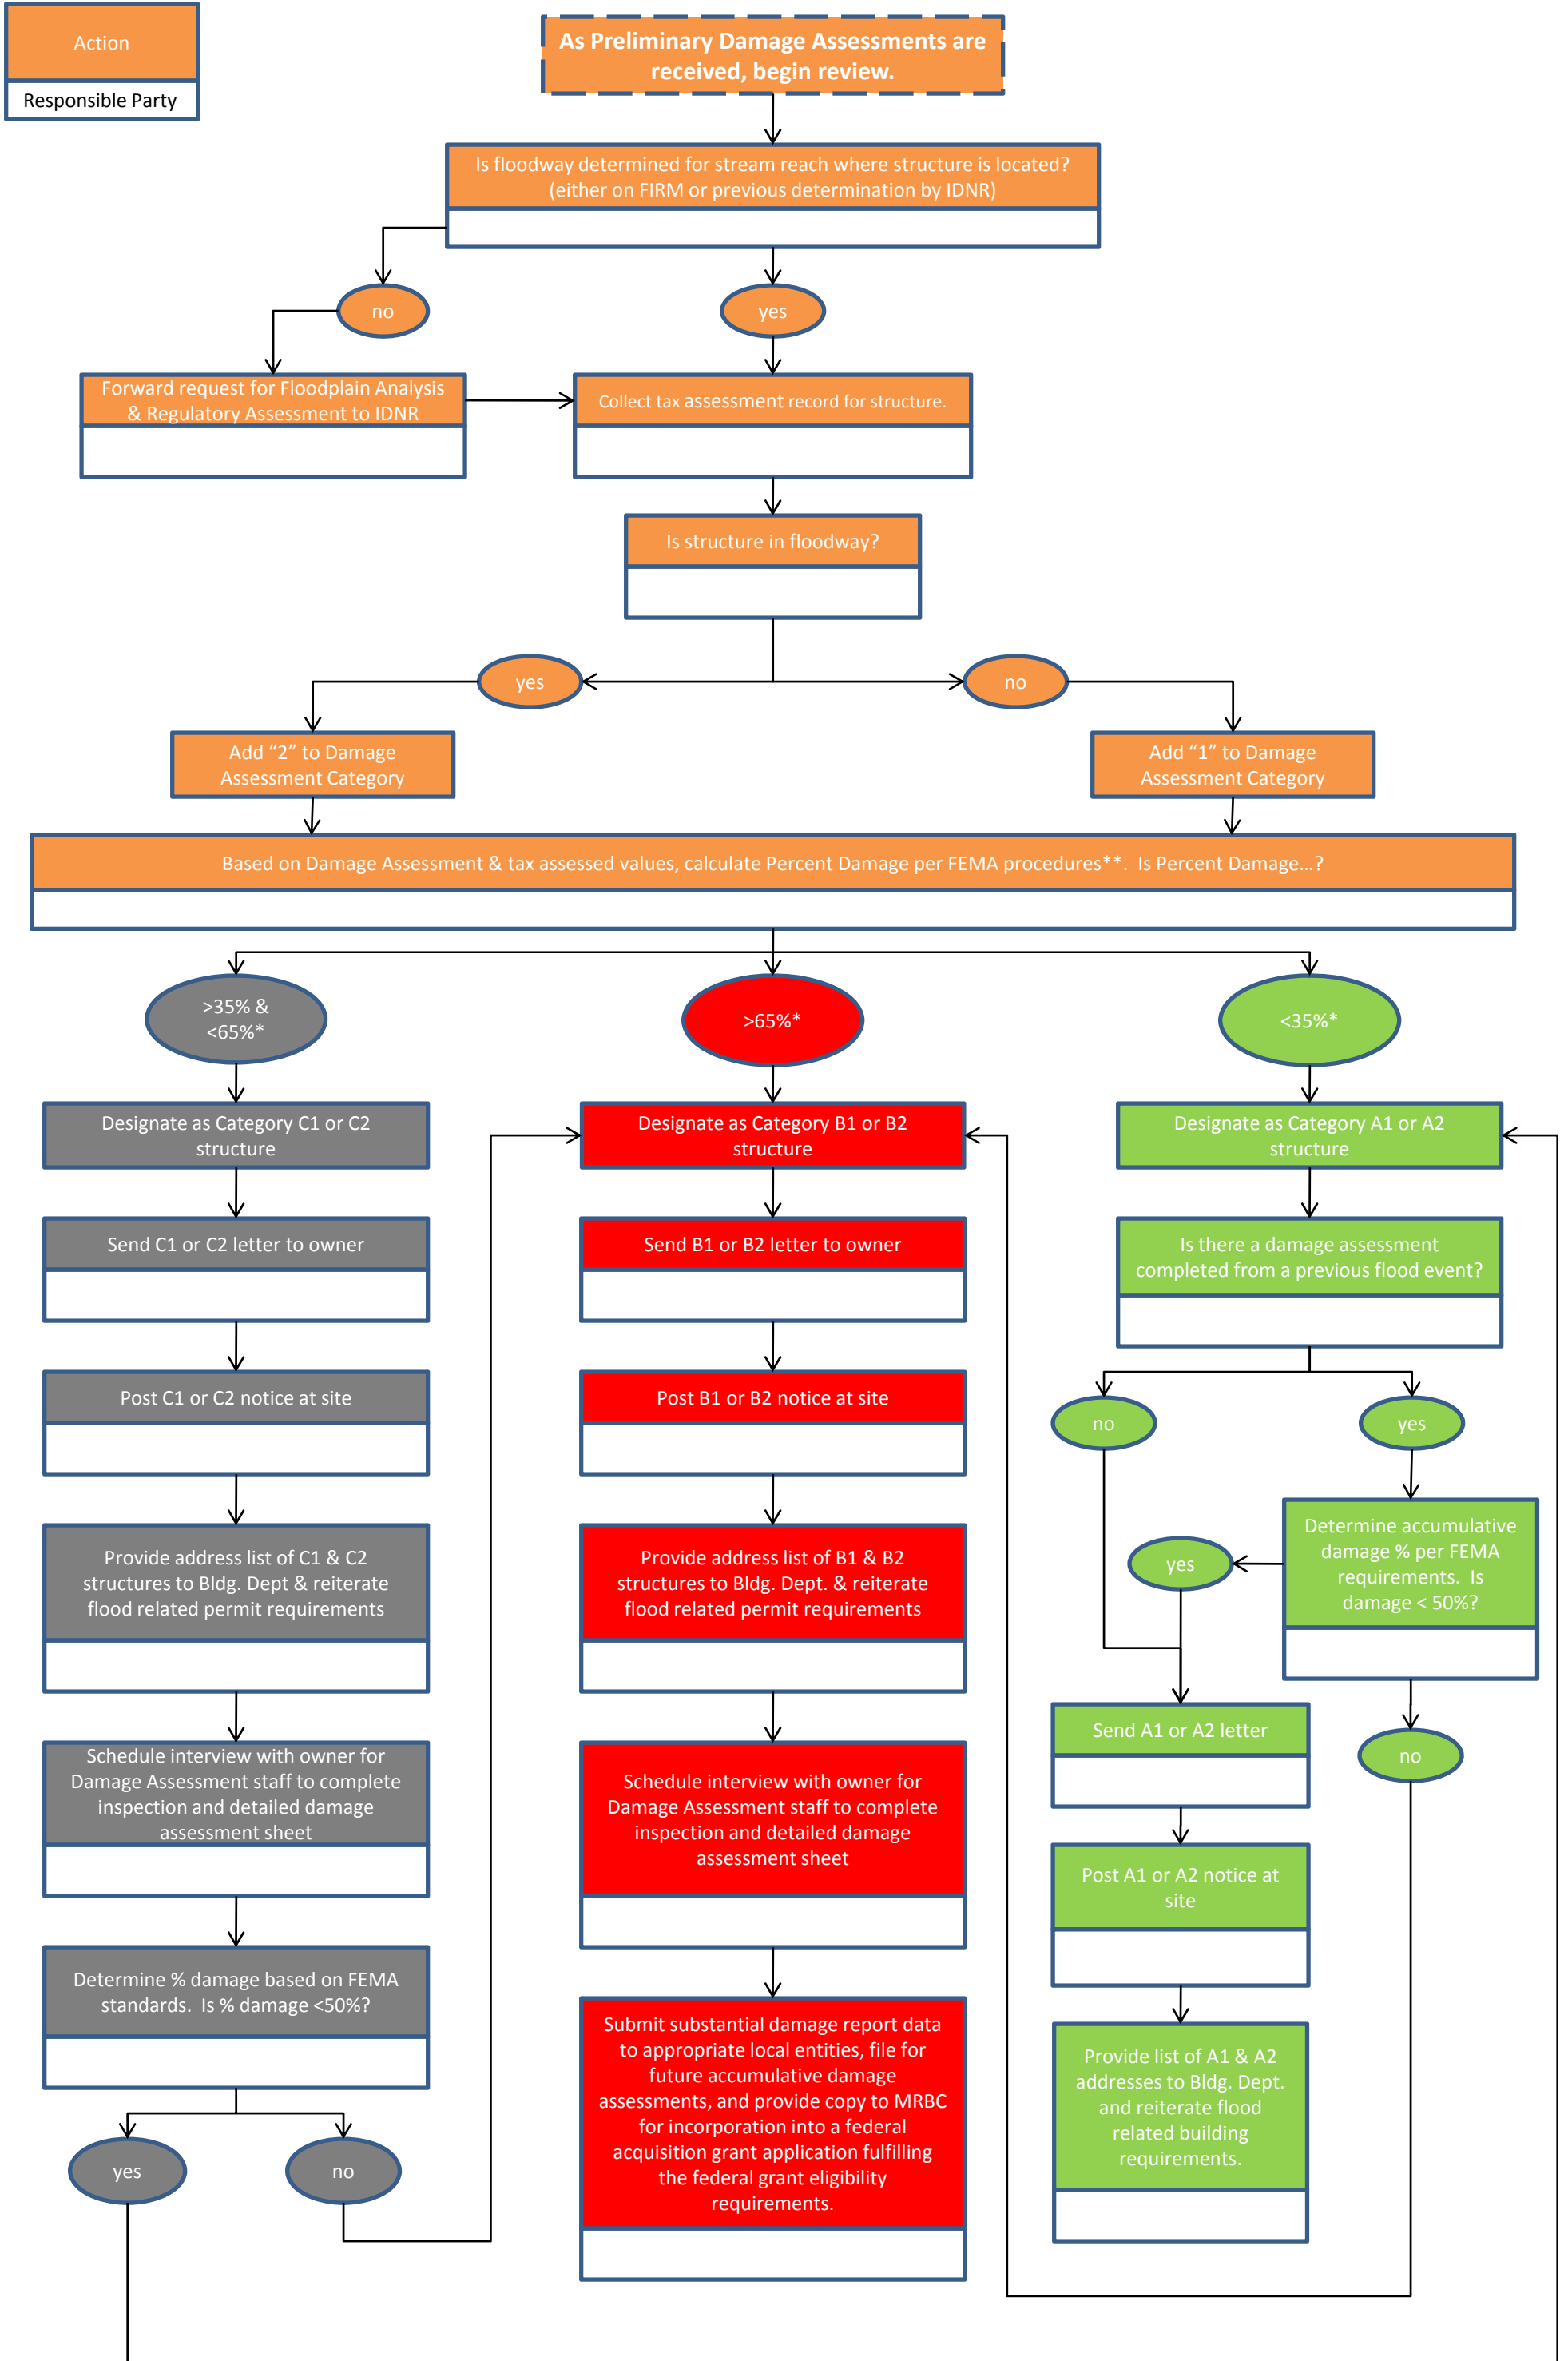 Action
Responsible Party
As Preliminary Damage Assessments are
received, begin review.
Is floodway determined for stream reach where structure is located?
(either on FIRM or previous determination by IDNR)
no
yes
Forward request for Floodplain Analysis
& Regulatory Assessment to IDNR
Collect tax assessment record for structure.
Is structure in floodway?
yes
no
Add “2” to Damage
Assessment Category
Add “1” to Damage
Assessment Category
Based on Damage Assessment & tax assessed values, calculate Percent Damage per FEMA procedures**.  Is Percent Damage…?
>35% &
<65%*
>65%*
<35%*
Designate as Category C1 or C2
structure
Send C1 or C2 letter to owner
Post C1 or C2 notice at site
Provide address list of C1 & C2
structures to Bldg. Dept & reiterate
flood related permit requirements
Schedule interview with owner for
Damage Assessment staff to complete
inspection and detailed damage
assessment sheet
Determine % damage based on FEMA
standards.  Is % damage <50%?
yes
no
Designate as Category B1 or B2
structure
Send B1 or B2 letter to owner
Post B1 or B2 notice at site
Provide address list of B1 & B2
structures to Bldg. Dept. & reiterate
flood related permit requirements
Schedule interview with owner for
Damage Assessment staff to complete
inspection and detailed damage
assessment sheet
Submit substantial damage report data
to appropriate local entities, file for
future accumulative damage
assessments, and provide copy to MRBC
for incorporation into a federal
acquisition grant application fulfilling
the federal grant eligibility
requirements.
Designate as Category A1 or A2
structure
Is there a damage assessment
completed from a previous flood event?
no
yes
Determine accumulative
damage % per FEMA
requirements.  Is
damage < 50%?
yes
no
Send A1 or A2 letter
Post A1 or A2 notice at
site
Provide list of A1 & A2
addresses to Bldg. Dept.
and reiterate flood
related building
requirements.